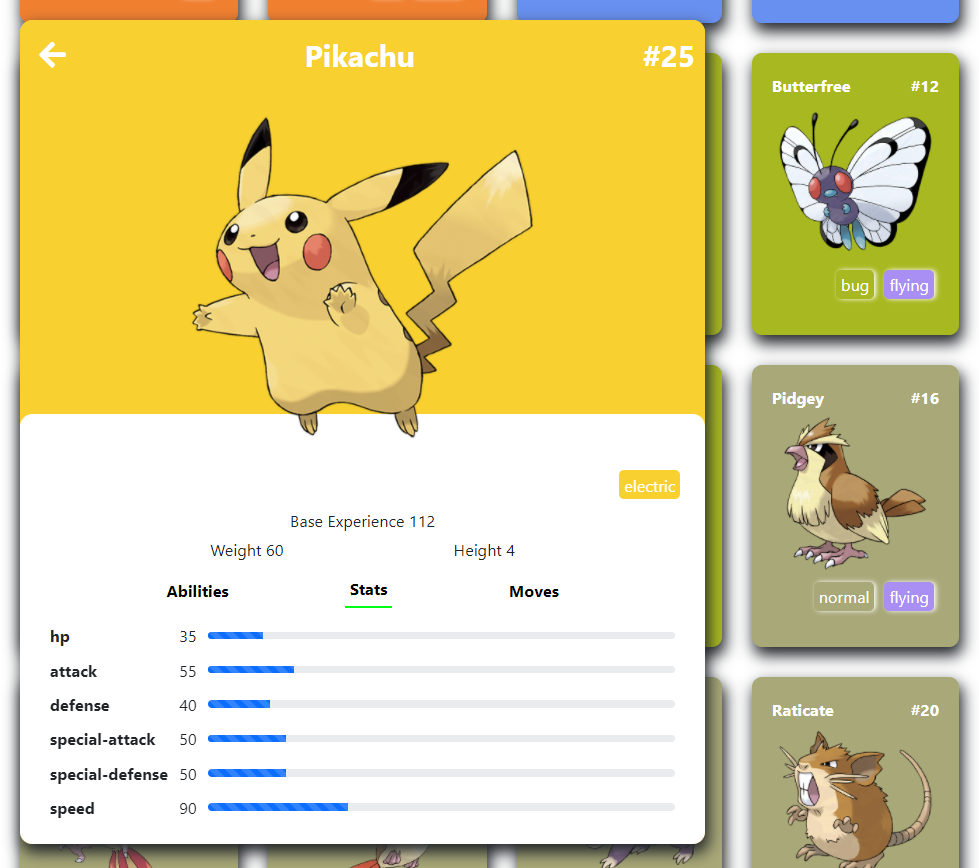 Pikachu #25
electric
Base Experience 112
Weight 60 Height 4
Abilities Stats Moves
hp 35
attack 55
defense 40
special-attack 50
special-defense 50
speed 90
Butterfree #12
bug flying
Pidgey #16
normal flying
Raticate #20